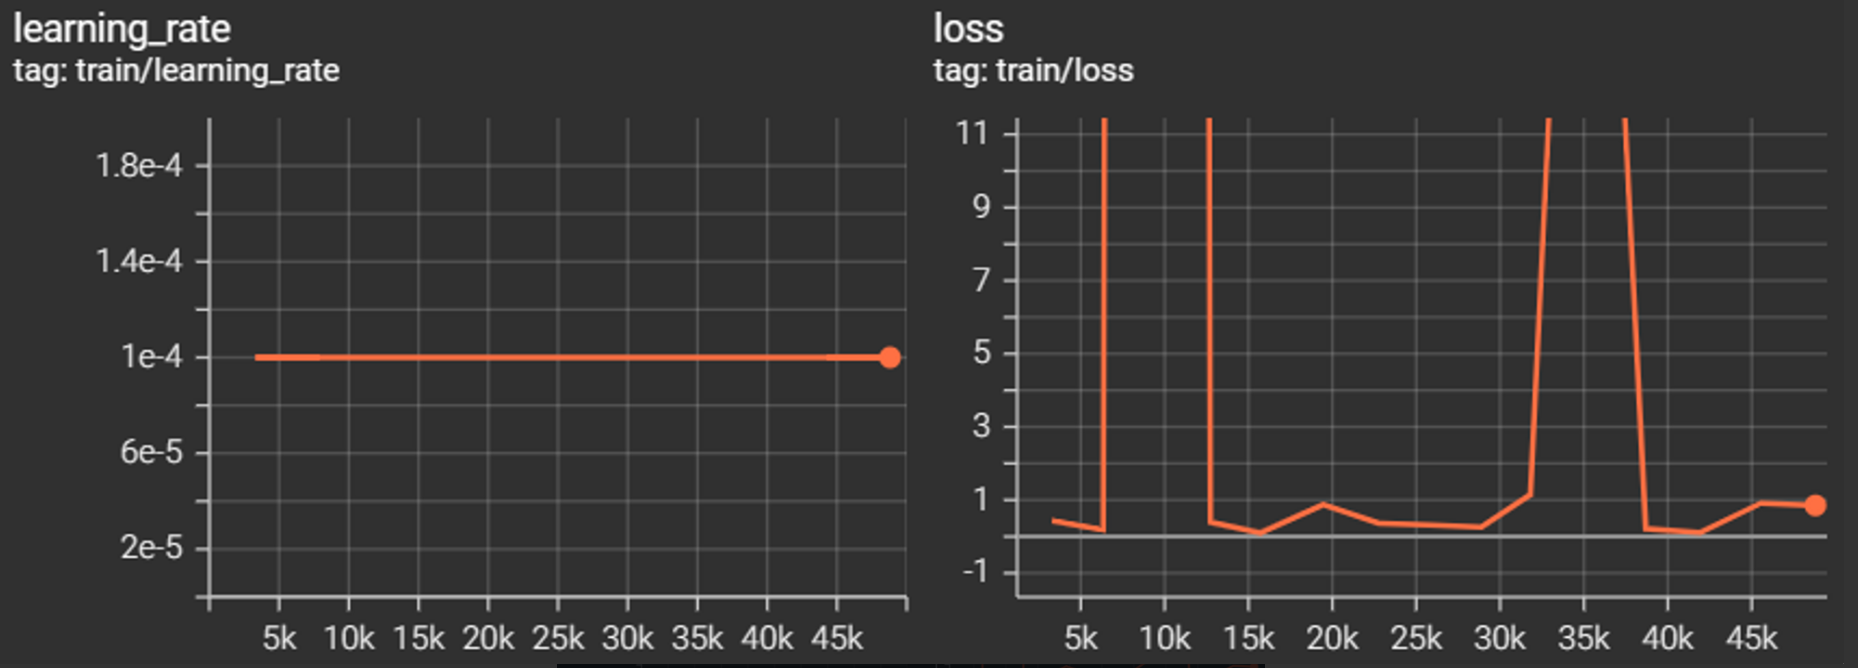 learning_rate
tag: train/learning_rate
1.8e-4
1.4e-4
1e-4
6e-5
2e-5
5k 10k 15k 20k 25k 30k 35k 40k 45k
loss
tag: train/loss
11
9
7
5
3
1
-1
5k 10k 15k 20k 25k 30k 35k 40k 45k